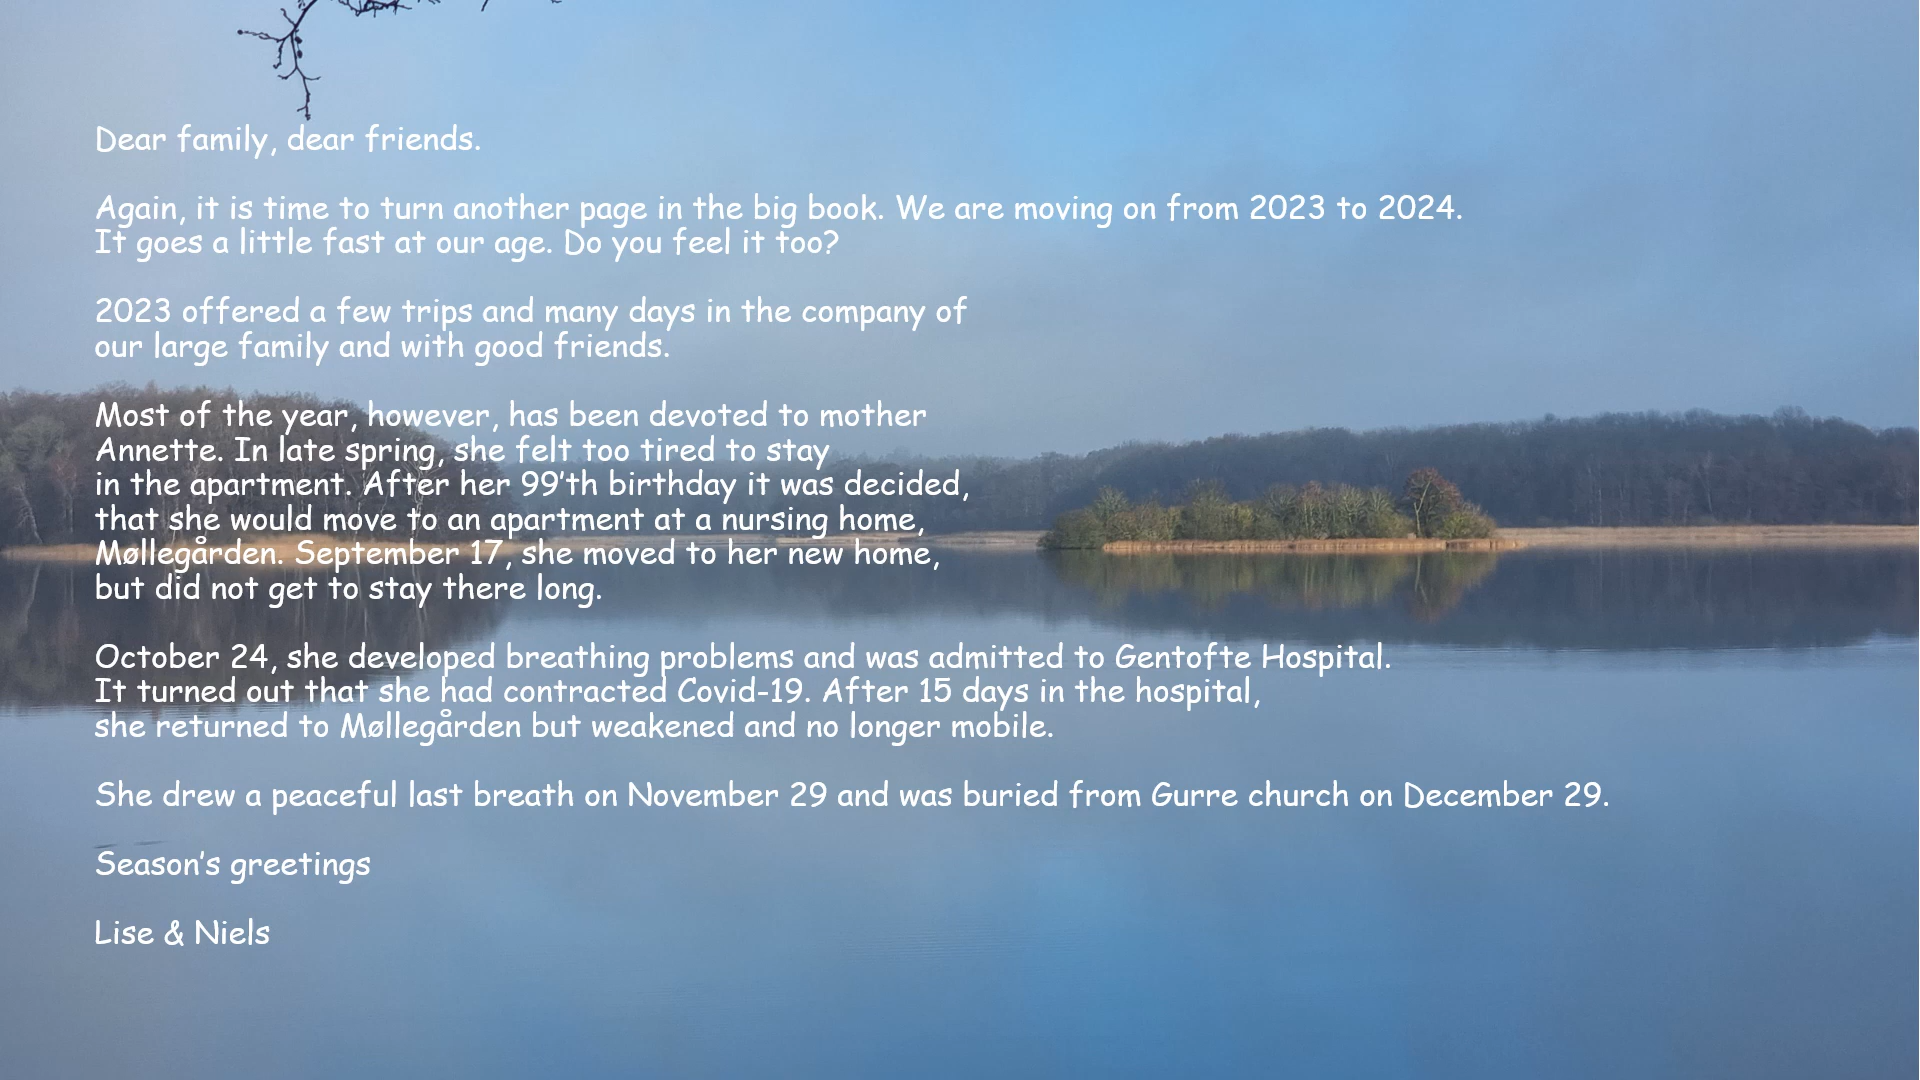 Dear family, dear friends.
Again, it is time to turn another page in the big book. We are moving on from 2023 to 2024.
It goes a little fast at our age. Do you feel it too?
2023 offered a few trips and many days in the company of
our large family and with good friends.
Most of the year, however, has been devoted to mother
Annette. In late spring, she felt too tired to stay
in the apartment. After her 99’th birthday it was decided,
that she would move to an apartment at a nursing home,
Møllegården. September 17, she moved to her new home,
but did not get to stay there long.
October 24, she developed breathing problems and was admitted to Gentofte Hospital.
It turned out that she had contracted Covid-19. After 15 days in the hospital,
she returned to Møllegården but weakened and no longer mobile.
She drew a peaceful last breath on November 29 and was buried from Gurre church on December 29.
Season’s greetings
Lise & Niels